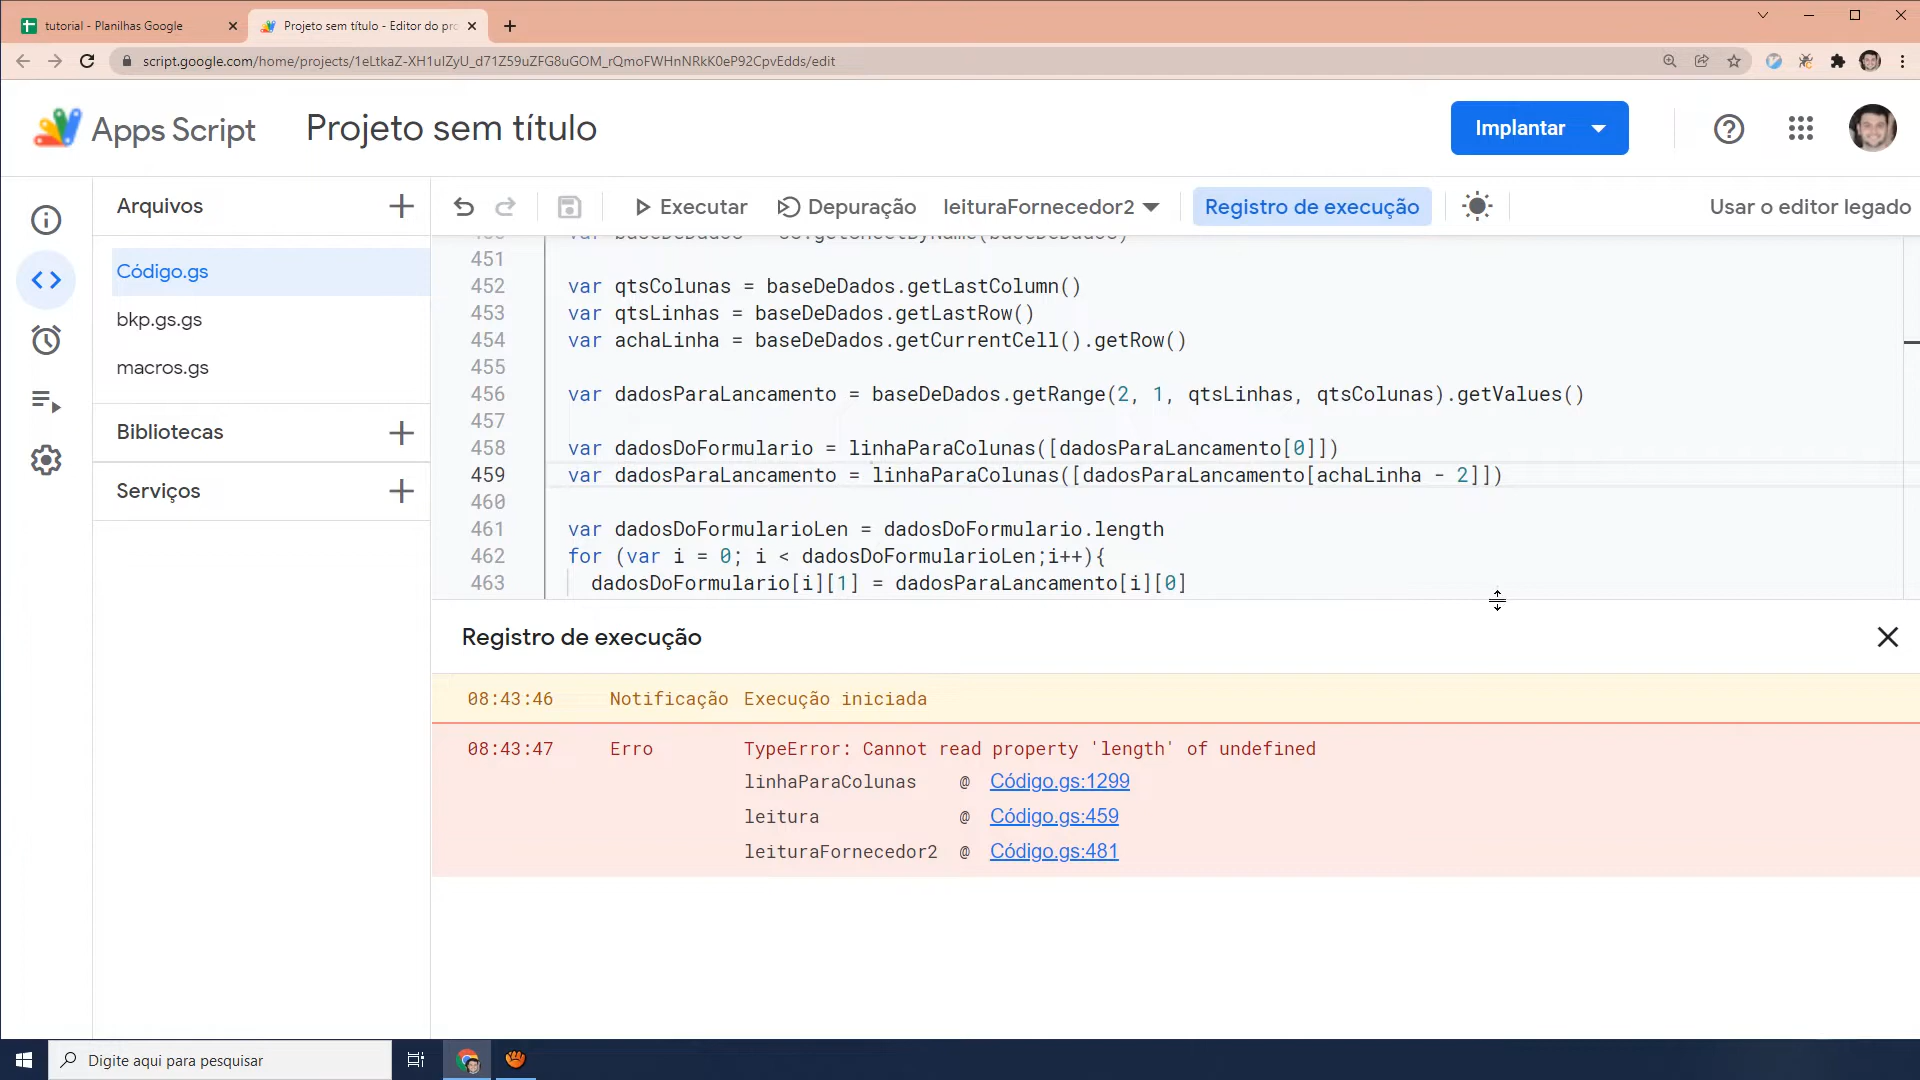 tutorial - Planilhas Google
Projeto sem título - Editor do pro
script.google.com/home/projects/1eLtkaZ-XH1uIZyU_d71Z59uZFG8uGOM_rQmoFWHnNRkK0eP92CpvEdds/edit
Apps Script
Projeto sem título
Implantar
Arquivos
Executar
Depuração
leituraFornecedor2
Registro de execução
Usar o editor legado
Código.gs
bkp.gs.gs
macros.gs
Bibliotecas
Serviços
451
452 var qtsColunas = baseDeDados.getLastColumn()
453 var qtsLinhas = baseDeDados.getLastRow()
454 var achaLinha = baseDeDados.getCurrentCell().getRow()
455
456 var dadosParaLancamento = baseDeDados.getRange(2, 1, qtsLinhas, qtsColunas).getValues()
457
458 var dadosDoFormulario = linhaParaColunas([dadosParaLancamento[0]])
459 var dadosParaLancamento = linhaParaColunas([dadosParaLancamento[achaLinha - 2]])
460
461 var dadosDoFormularioLen = dadosDoFormulario.length
462 for (var i = 0; i < dadosDoFormularioLen;i++){
463 dadosDoFormulario[i][1] = dadosParaLancamento[i][0]
Registro de execução
08:43:46 Notificação Execução iniciada
08:43:47 Erro TypeError: Cannot read property 'length' of undefined
linhaParaColunas @ Código.gs:1299
leitura @ Código.gs:459
leituraFornecedor2 @ Código.gs:481
Digite aqui para pesquisar